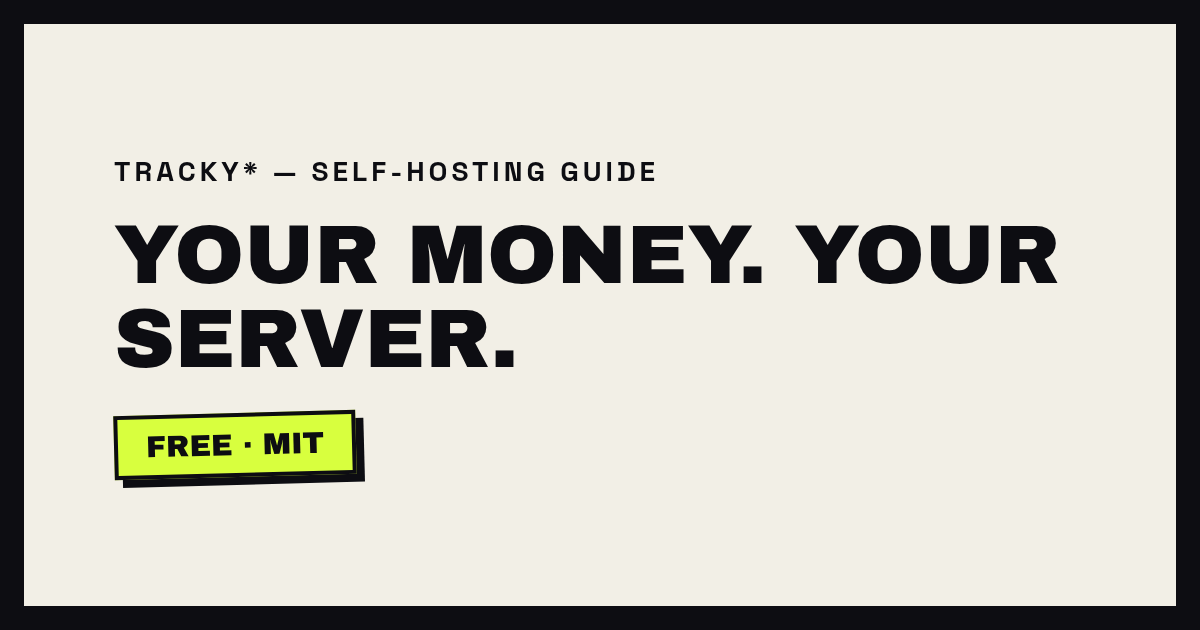 TRACKY* — SELF-HOSTING GUIDE
YOUR MONEY. YOUR
SERVER.
FREE · MIT